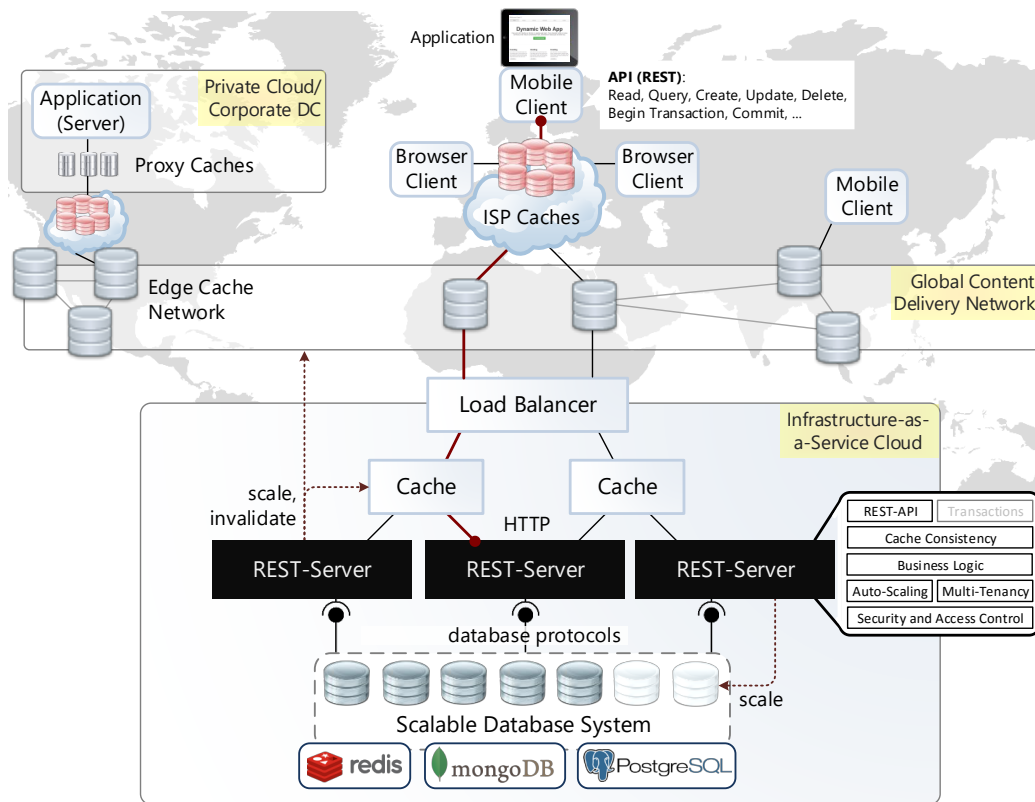 Application
Dynamic Web App
Mobile
Client
API (REST):
Read, Query, Create, Update, Delete,
Begin Transaction, Commit, ...
Private Cloud/
Corporate DC
Application
(Server)
Proxy Caches
Browser
Client
Browser
Client
ISP Caches
Mobile
Client
Edge Cache
Network
Global Content
Delivery Network
Load Balancer
Infrastructure-as-
a-Service Cloud
Cache
Cache
scale,
invalidate
HTTP
REST-Server
REST-Server
REST-Server
REST-API
Transactions
Cache Consistency
Business Logic
Auto-Scaling
Multi-Tenancy
Security and Access Control
database protocols
scale
Scalable Database System
redis
mongoDB
PostgreSQL